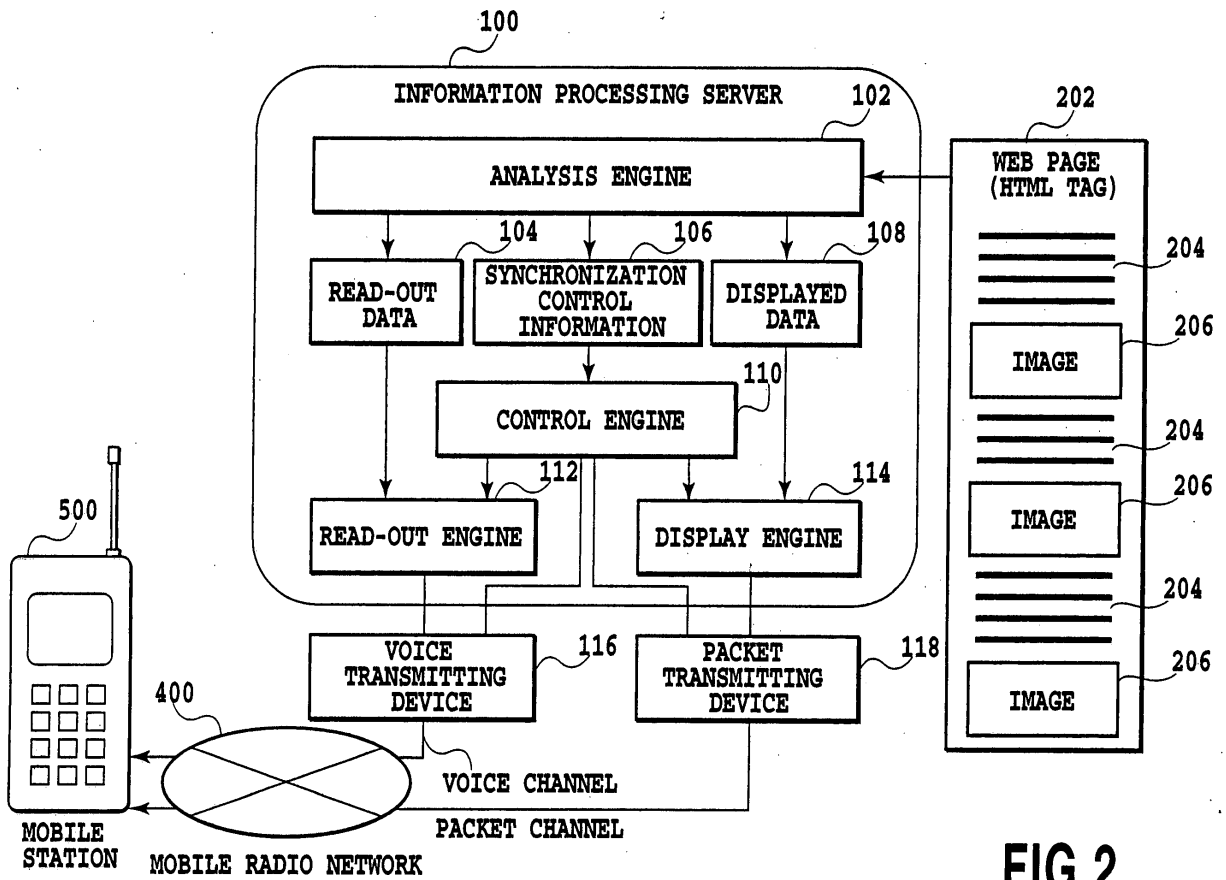 100
INFORMATION PROCESSING SERVER
102
202
ANALYSIS ENGINE
WEB PAGE
(HTML TAG)
104
106
108
READ-OUT
DATA
SYNCHRONIZATION
CONTROL
INFORMATION
DISPLAYED
DATA
204
206
IMAGE
110
CONTROL ENGINE
204
112
114
206
IMAGE
500
READ-OUT ENGINE
DISPLAY ENGINE
204
VOICE
TRANSMITTING
DEVICE
116
PACKET
TRANSMITTING
DEVICE
118
206
IMAGE
400
VOICE CHANNEL
PACKET CHANNEL
MOBILE
STATION
MOBILE RADIO NETWORK
FIG.2